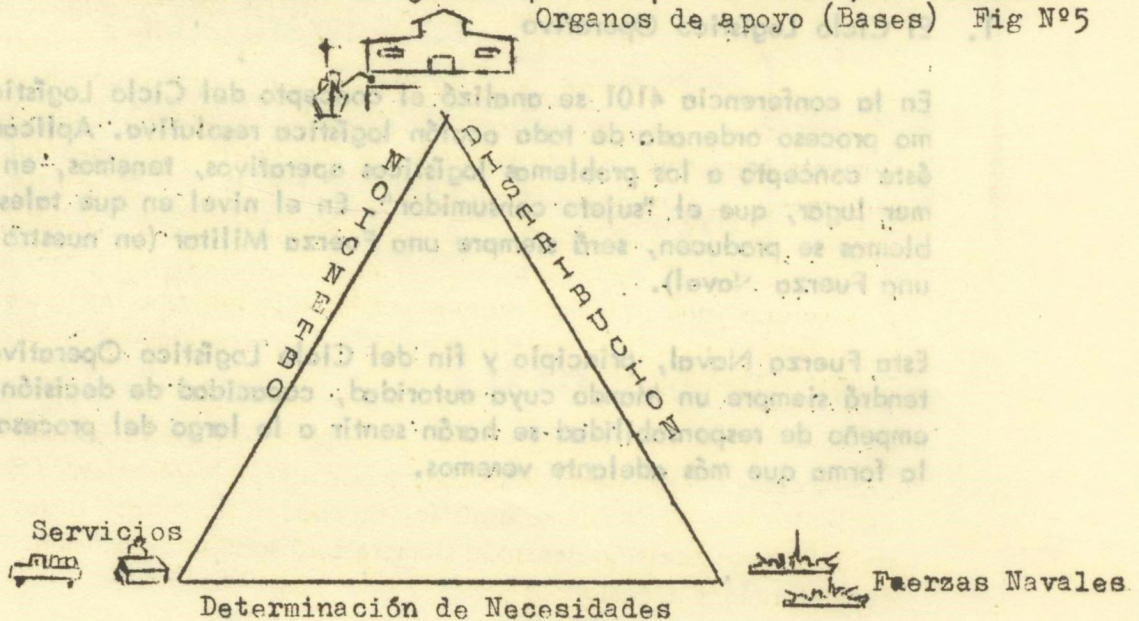 Organos de apoyo (Bases) Fig Nº5
1. El Ciclo Logístico Operativo
En la conferencia 4101 se analizó el concepto del Ciclo Logísti
mo proceso ordenado de toda acción logística resolutiva. Aplica
éste concepto a los problemas logísticos operativos, tenemos, en
mer lugar, que el "sujeto consumidor". En el nivel en que tales
blemas se producen, será siempre una Fuerza Militar (en nuestro
una Fuerza Naval).
Esta Fuerza Naval, principio y fin del Ciclo Logístico Operativo
tendrá siempre un Mando cuya autoridad, capacidad de decisión
empeño de responsabilidad se harán sentir a lo largo del proceso
la forma que más adelante veremos.
OBTENCION
DISTRIBUCION
Servicios
Fuerzas Navales
Determinación de Necesidades